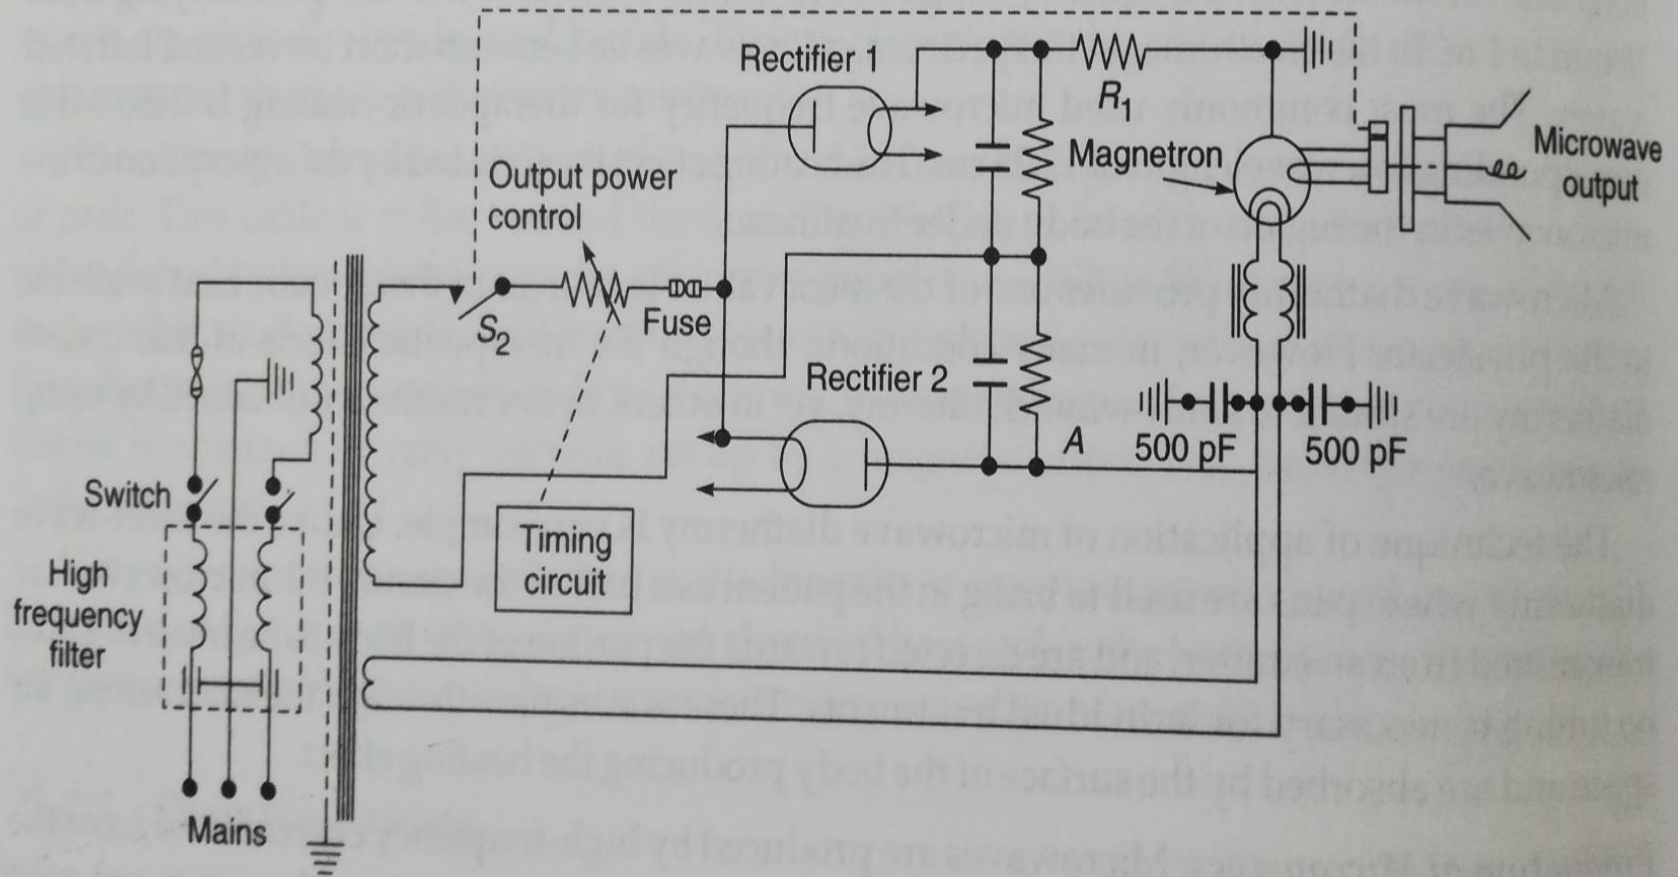 Rectifier 1
R1
Magnetron
Microwave
output
Output power
control
S2
Fuse
Rectifier 2
A
500 pF
500 pF
Switch
Timing
circuit
High
frequency
filter
Mains